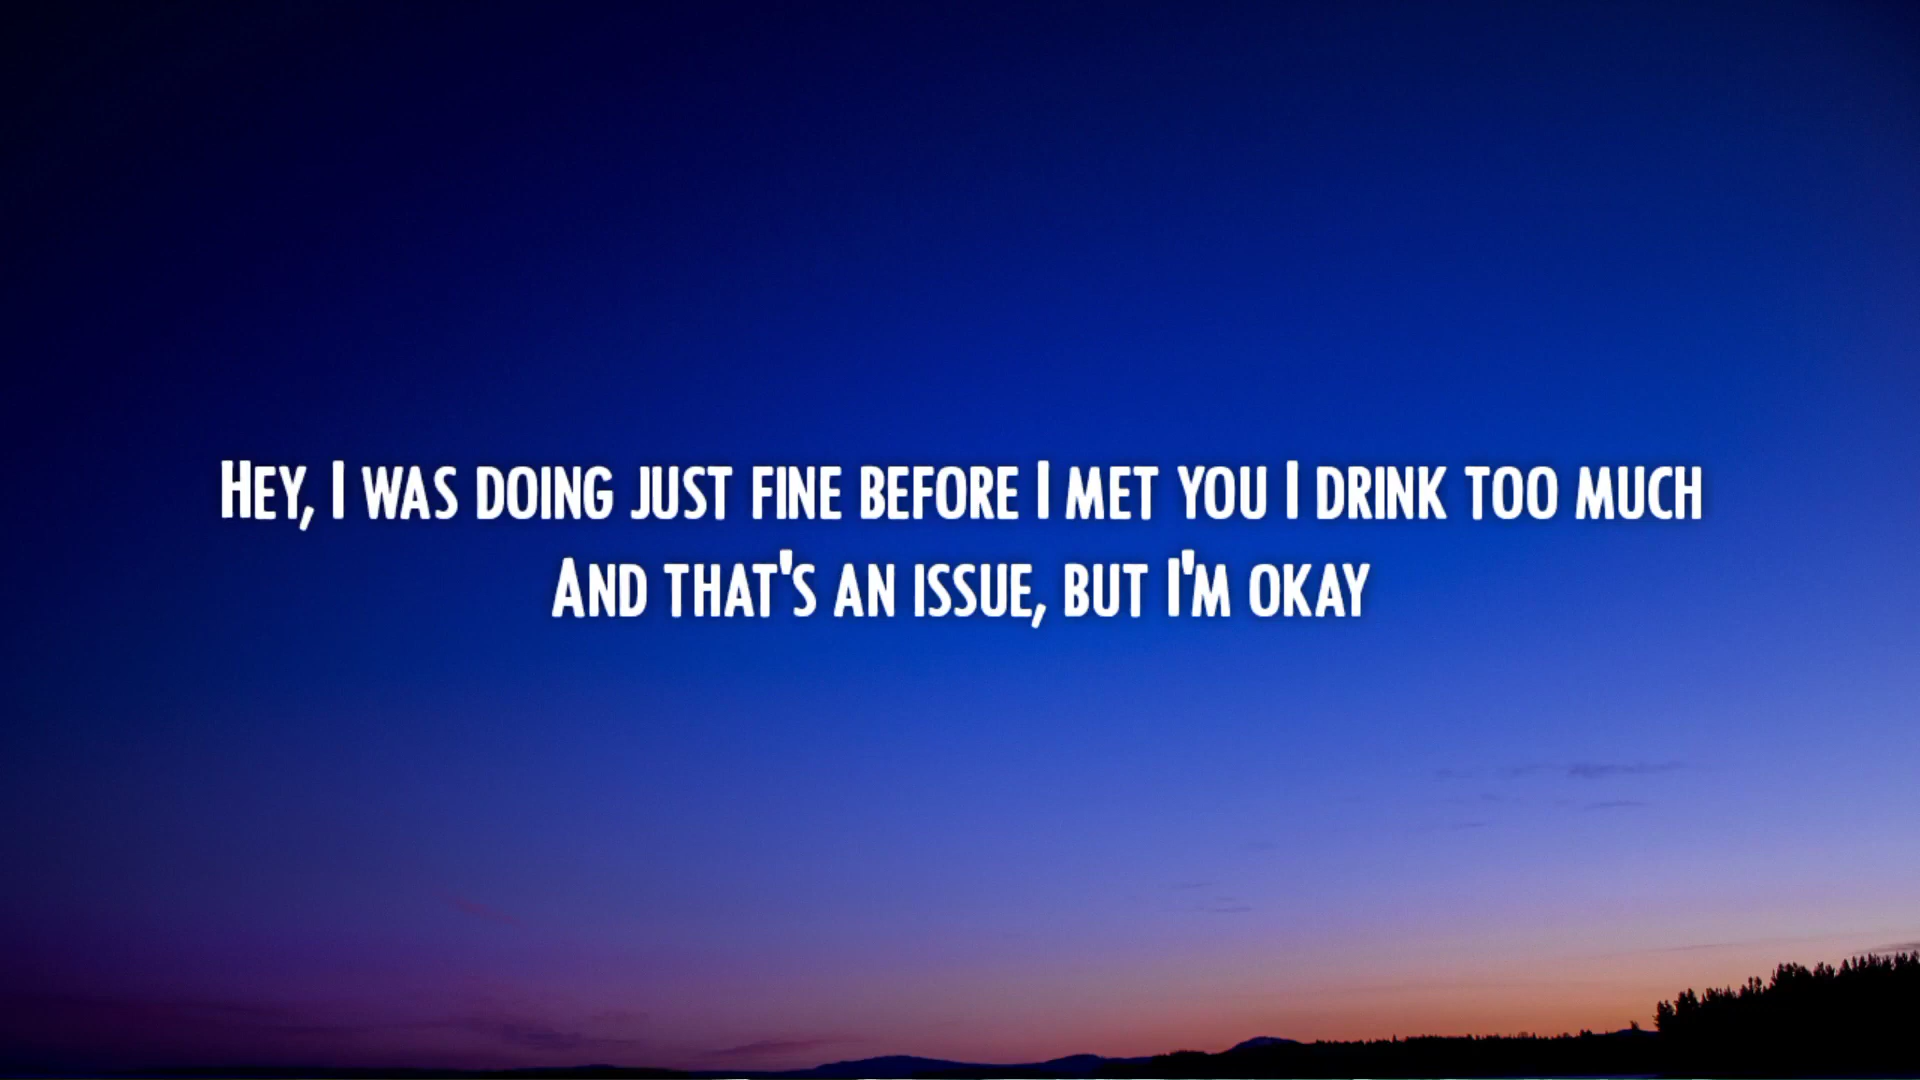 Hey, I was doing just fine before I met you I drink too much
And that's an issue, but I'm okay